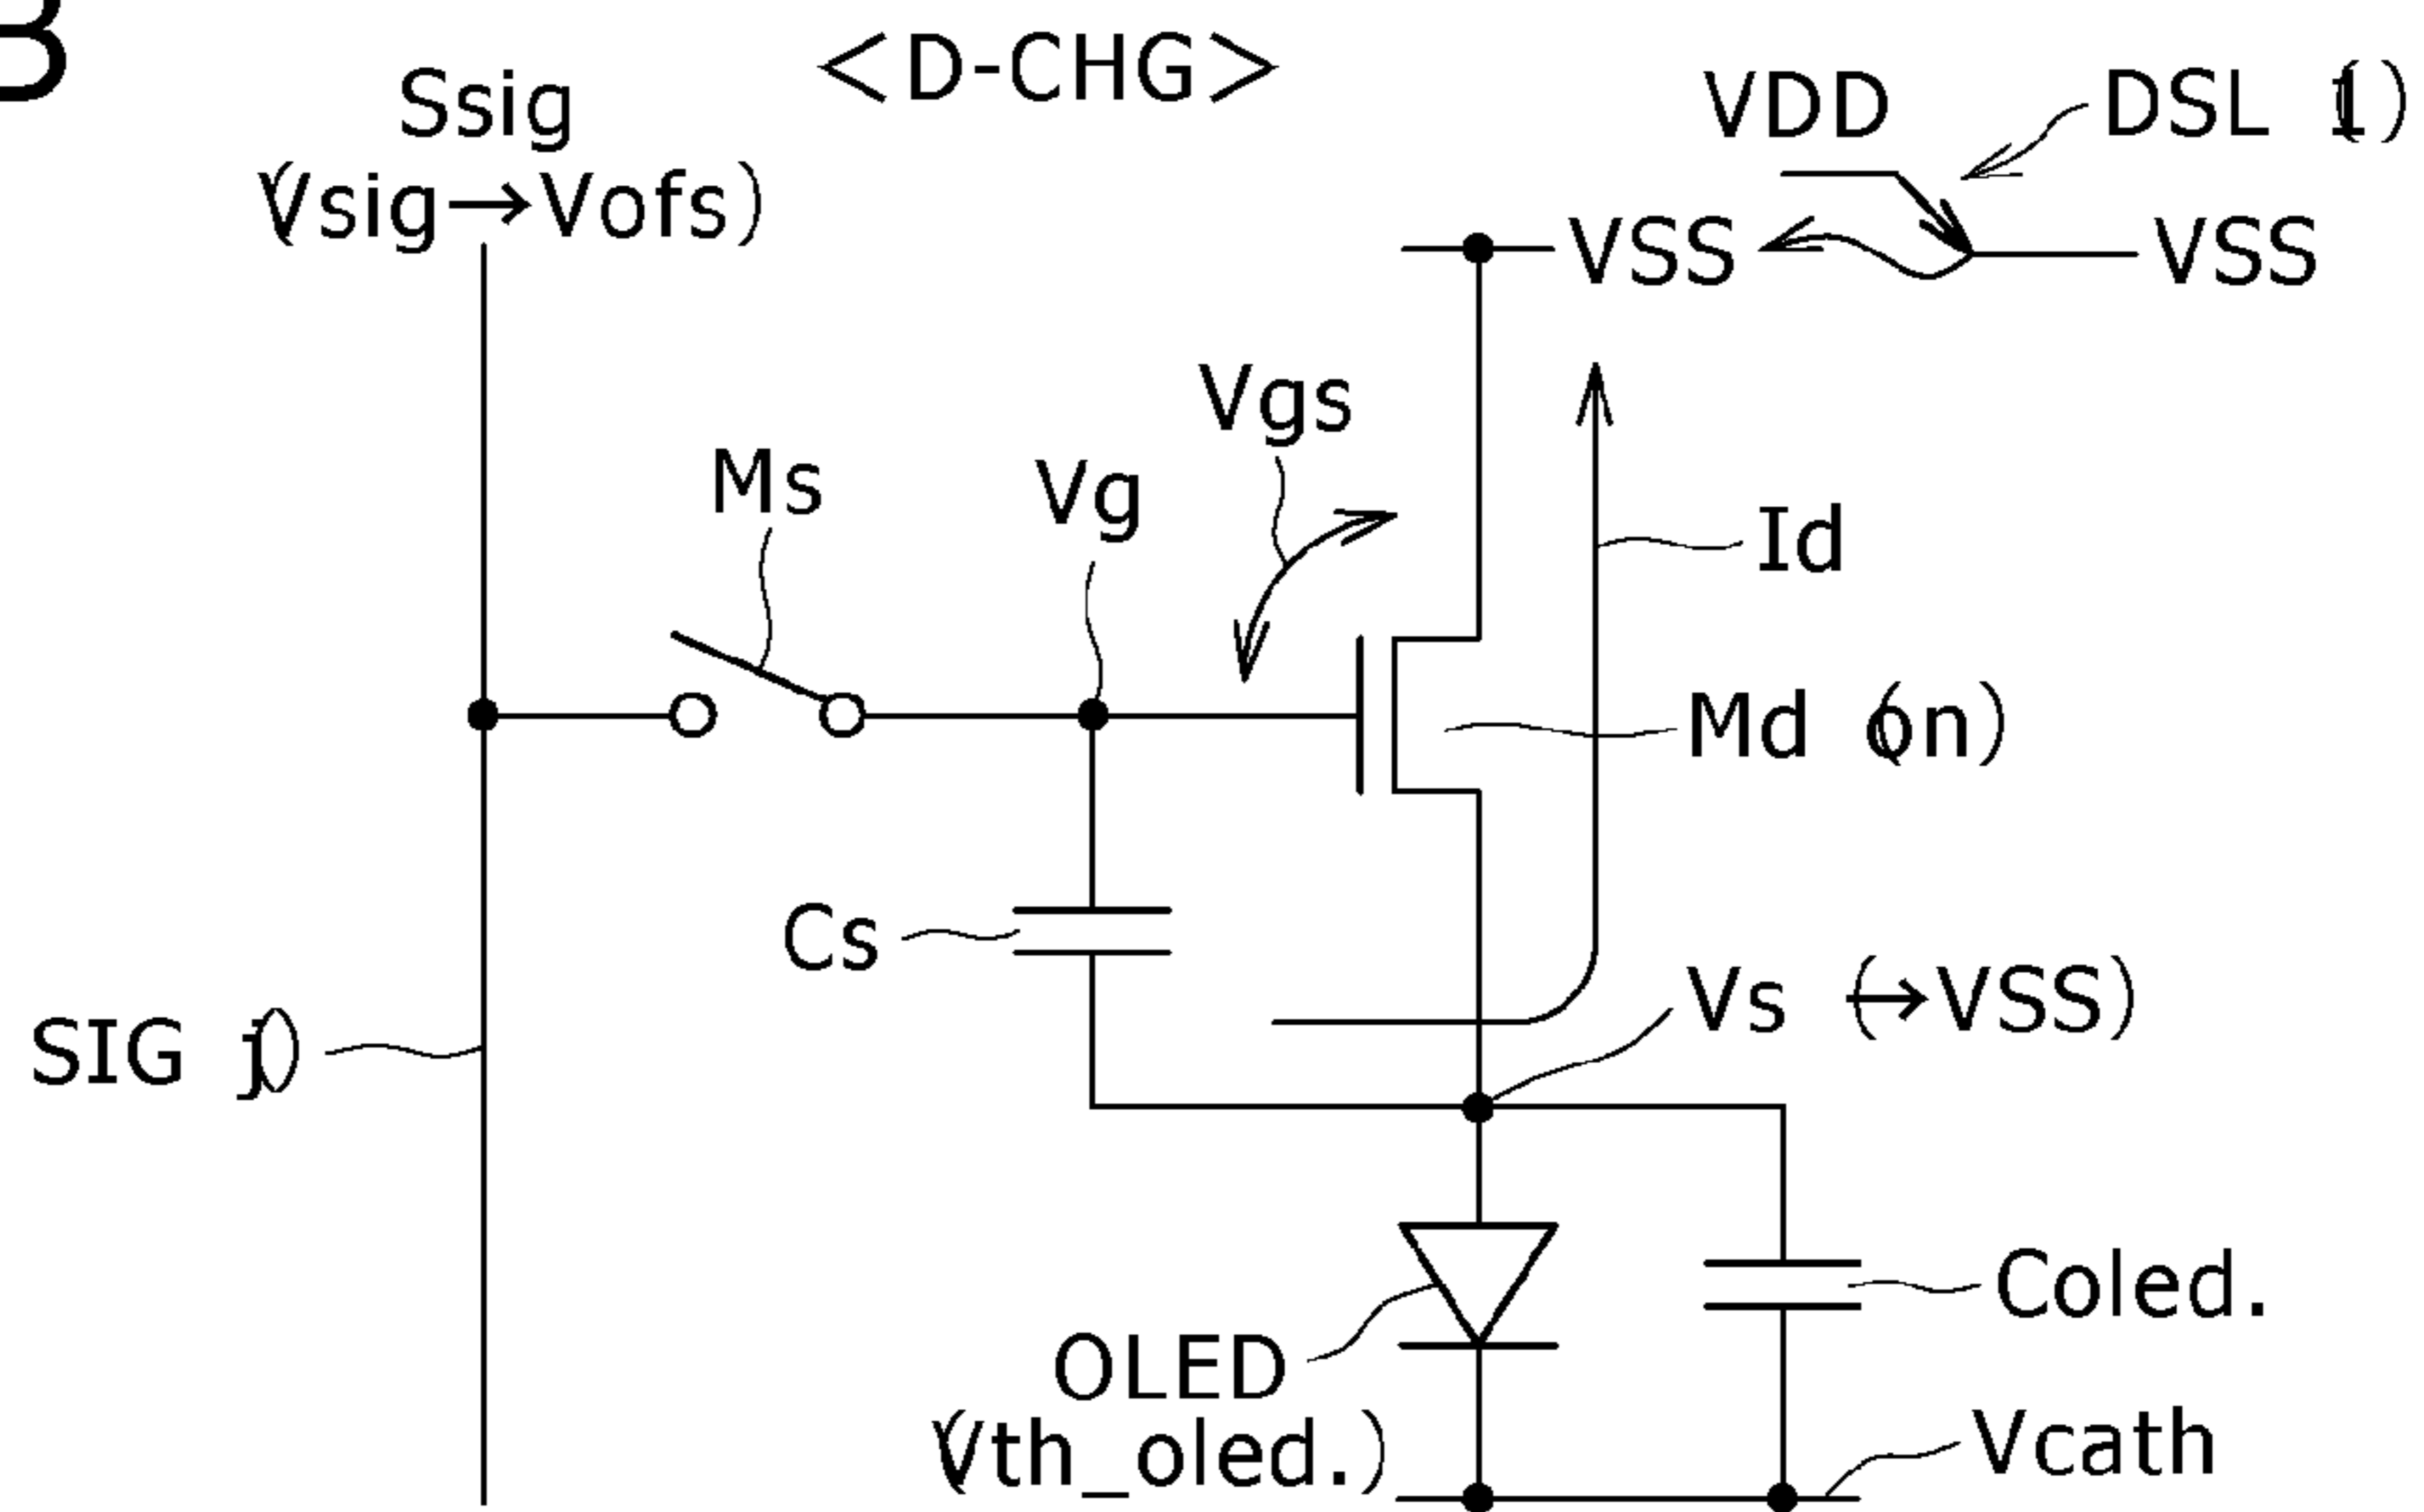 B
<D-CHG>
Ssig
(Vsig→Vofs)
VDD
DSL (1)
VSS
VSS
Vgs
Ms
Vg
Id
Md (on)
Cs
Vs (→VSS)
SIG (j)
Coled.
OLED
(Vth_oled.)
Vcath